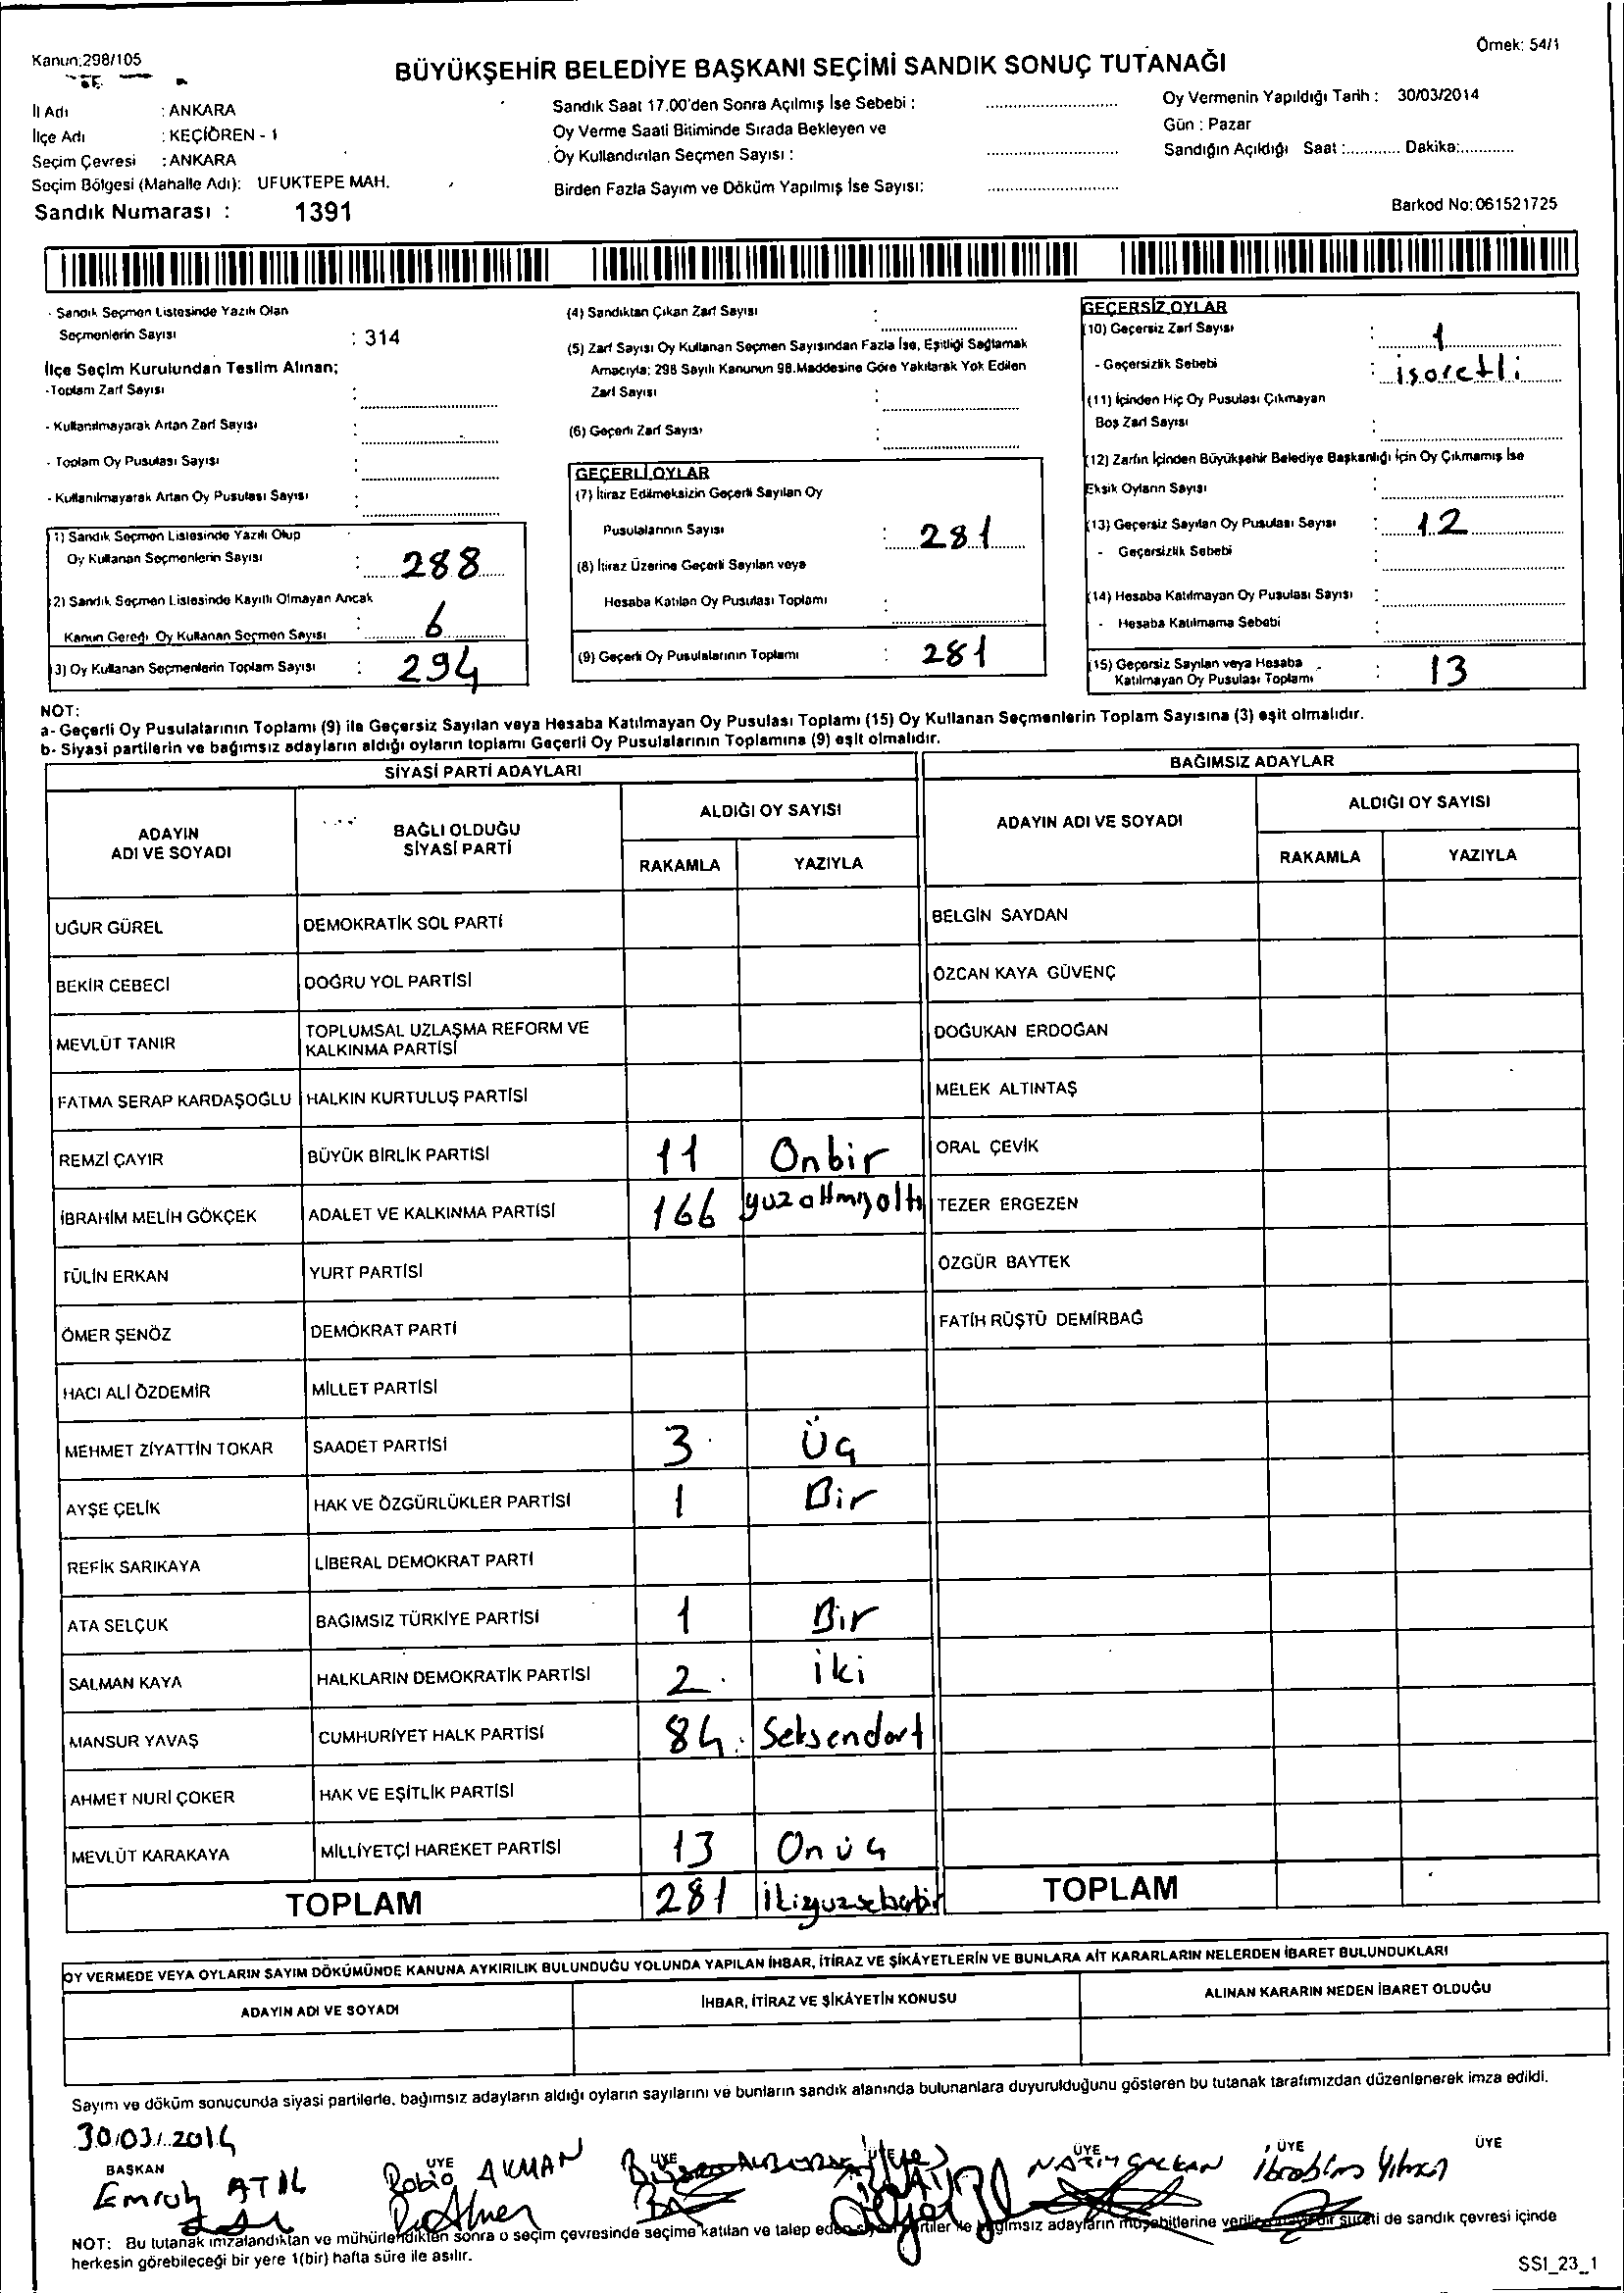 Kanun:298/105
Örnek: 54/1
BÜYÜKŞEHİR BELEDİYE BAŞKANI SEÇİMİ SANDIK SONUÇ TUTANAĞI
İl Adı : ANKARA
İlçe Adı : KEÇİÖREN - 1
Seçim Çevresi : ANKARA
Seçim Bölgesi (Mahalle Adı): UFUKTEPE MAH.
Sandık Numarası : 1391
Sandık Saat 17.00'den Sonra Açılmış İse Sebebi :
Oy Verme Saati Bitiminde Sırada Bekleyen ve
Oy Kullandırılan Seçmen Sayısı :
Birden Fazla Sayım ve Döküm Yapılmış İse Sayısı:
Oy Vermenin Yapıldığı Tarih : 30/03/2014
Gün : Pazar
Sandığın Açıldığı Saat :............ Dakika:............
Barkod No:061521725
- Sandık Seçmen Listesinde Yazılı Olan
Seçmenlerin Sayısı : 314
İlçe Seçim Kurulundan Teslim Alınan;
-Toplam Zarf Sayısı :
- Kullanılmayarak Artan Zarf Sayısı :
- Toplam Oy Pusulası Sayısı :
- Kullanılmayarak Artan Oy Pusulası Sayısı :
1) Sandık Seçmen Listesinde Yazılı Olup
Oy Kullanan Seçmenlerin Sayısı : 288
2) Sandık Seçmen Listesinde Kayıtlı Olmayan Ancak
Kanun Gereği Oy Kullanan Seçmen Sayısı : 6
3) Oy Kullanan Seçmenlerin Toplam Sayısı : 294
(4) Sandıktan Çıkan Zarf Sayısı :
(5) Zarf Sayısı Oy Kullanan Seçmen Sayısından Fazla İse, Eşitliği Sağlamak
Amacıyla; 298 Sayılı Kanunun 98.Maddesine Göre Yakılarak Yok Edilen
Zarf Sayısı :
(6) Geçerli Zarf Sayısı :
GEÇERLİ OYLAR
(7) İtiraz Edilmeksizin Geçerli Sayılan Oy
Pusulalarının Sayısı : 281
(8) İtiraz Üzerine Geçerli Sayılan veya
Hesaba Katılan Oy Pusulası Toplamı :
(9) Geçerli Oy Pusulalarının Toplamı : 281
GEÇERSİZ OYLAR
(10) Geçersiz Zarf Sayısı : 1
- Geçersizlik Sebebi : isaretli
(11) İçinden Hiç Oy Pusulası Çıkmayan
Boş Zarf Sayısı :
(12) Zarfın İçinden Büyükşehir Belediye Başkanlığı İçin Oy Çıkmamış İse
Eksik Oyların Sayısı :
(13) Geçersiz Sayılan Oy Pusulası Sayısı : 12
- Geçersizlik Sebebi :
(14) Hesaba Katılmayan Oy Pusulası Sayısı :
- Hesaba Katılmama Sebebi :
(15) Geçersiz Sayılan veya Hesaba
Katılmayan Oy Pusulası Toplamı : 13
NOT:
a- Geçerli Oy Pusulalarının Toplamı (9) ile Geçersiz Sayılan veya Hesaba Katılmayan Oy Pusulası Toplamı (15) Oy Kullanan Seçmenlerin Toplam Sayısına (3) eşit olmalıdır.
b- Siyasi partilerin ve bağımsız adayların aldığı oyların toplamı Geçerli Oy Pusulalarının Toplamına (9) eşit olmalıdır.
SİYASİ PARTİ ADAYLARI
BAĞIMSIZ ADAYLAR
ADAYIN ADI VE SOYADI
BAĞLI OLDUĞU SİYASİ PARTİ
ALDIĞI OY SAYISI
RAKAMLA YAZIYLA
ADAYIN ADI VE SOYADI
ALDIĞI OY SAYISI
RAKAMLA YAZIYLA
UĞUR GÜREL DEMOKRATİK SOL PARTİ BELGİN SAYDAN
BEKİR CEBECİ DOĞRU YOL PARTİSİ ÖZCAN KAYA GÜVENÇ
MEVLÜT TANIR TOPLUMSAL UZLAŞMA REFORM VE KALKINMA PARTİSİ DOĞUKAN ERDOĞAN
FATMA SERAP KARDAŞOĞLU HALKIN KURTULUŞ PARTİSİ MELEK ALTINTAŞ
REMZİ ÇAYIR BÜYÜK BİRLİK PARTİSİ 11 Onbir ORAL ÇEVİK
İBRAHİM MELİH GÖKÇEK ADALET VE KALKINMA PARTİSİ 166 yuzaltmışaltı TEZER ERGEZEN
TÜLİN ERKAN YURT PARTİSİ ÖZGÜR BAYTEK
ÖMER ŞENÖZ DEMOKRAT PARTİ FATİH RÜŞTÜ DEMİRBAĞ
HACI ALİ ÖZDEMİR MİLLET PARTİSİ
MEHMET ZİYATTİN TOKAR SAADET PARTİSİ 3 Üç
AYŞE ÇELİK HAK VE ÖZGÜRLÜKLER PARTİSİ 1 Bir
REFİK SARIKAYA LİBERAL DEMOKRAT PARTİ
ATA SELÇUK BAĞIMSIZ TÜRKİYE PARTİSİ 1 Bir
SALMAN KAYA HALKLARIN DEMOKRATİK PARTİSİ 2 iki
MANSUR YAVAŞ CUMHURİYET HALK PARTİSİ 84 Seksendort
AHMET NURİ ÇOKER HAK VE EŞİTLİK PARTİSİ
MEVLÜT KARAKAYA MİLLİYETÇİ HAREKET PARTİSİ 13 Onüç
TOPLAM 281 TOPLAM
OY VERMEDE VEYA OYLARIN SAYIM DÖKÜMÜNDE KANUNA AYKIRILIK BULUNDUĞU YOLUNDA YAPILAN İHBAR, İTİRAZ VE ŞİKÂYETLERİN VE BUNLARA AİT KARARLARIN NELERDEN İBARET BULUNDUKLARI
ADAYIN ADI VE SOYADI İHBAR, İTİRAZ VE ŞİKÂYETİN KONUSU ALINAN KARARIN NEDEN İBARET OLDUĞU
Sayım ve döküm sonucunda siyasi partilerle, bağımsız adayların aldığı oyların sayılarını ve bunların sandık alanında bulunanlara duyurulduğunu gösteren bu tutanak tarafımızdan düzenlenerek imza edildi.
30/03/2014
BAŞKAN ÜYE ÜYE ÜYE ÜYE ÜYE ÜYE
Emrah ATIL Rabia AKMAN İbrahim Yılmaz
NOT: Bu tutanak imzalandıktan ve mühürlendikten sonra o seçim çevresinde seçime katılan ve talep eden siyasi partiler ile bağımsız adayların müşahitlerine sureti de sandık çevresi içinde
herkesin görebileceği bir yere 1(bir) hafta süre ile asılır.
SSI_23_1